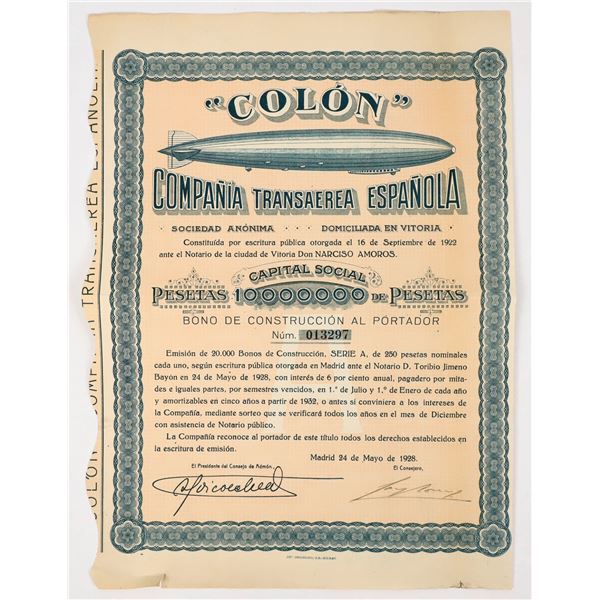 "COLÓN"
COMPAÑIA TRANSAEREA ESPAÑOLA
SOCIEDAD ANÓNIMA · · · DOMICILIADA EN VITORIA
Constituída por escritura pública otorgada el 16 de Septiembre de 1922
ante el Notario de la ciudad de Vitoria Don NARCISO AMOROS.
CAPITAL SOCIAL
PESETAS 10.000.000 DE PESETAS
BONO DE CONSTRUCCIÓN AL PORTADOR
Núm. 013297
Emisión de 20.000 Bonos de Construcción, SERIE A, de 250 pesetas nominales
cada uno, según escritura pública otorgada en Madrid ante el Notario D. Toribio Jimeno
Bayón en 24 de Mayo de 1928, con interés de 6 por ciento anual, pagadero por mita-
des e iguales partes, por semestres vencidos, en 1.º de Julio y 1.º de Enero de cada año
y amortizables en cinco años a partir de 1932, o antes si conviniera a los intereses de
la Compañía, mediante sorteo que se verificará todos los años en el mes de Diciembre
con asistencia de Notario público.
La Compañía reconoce al portador de este título todos los derechos establecidos en
la escritura de emisión.
Madrid 24 de Mayo de 1928.
El Presidente del Consejo de Admón.
El Consejero,
COLON COMPAÑIA TRANSAEREA ESPAÑOLA